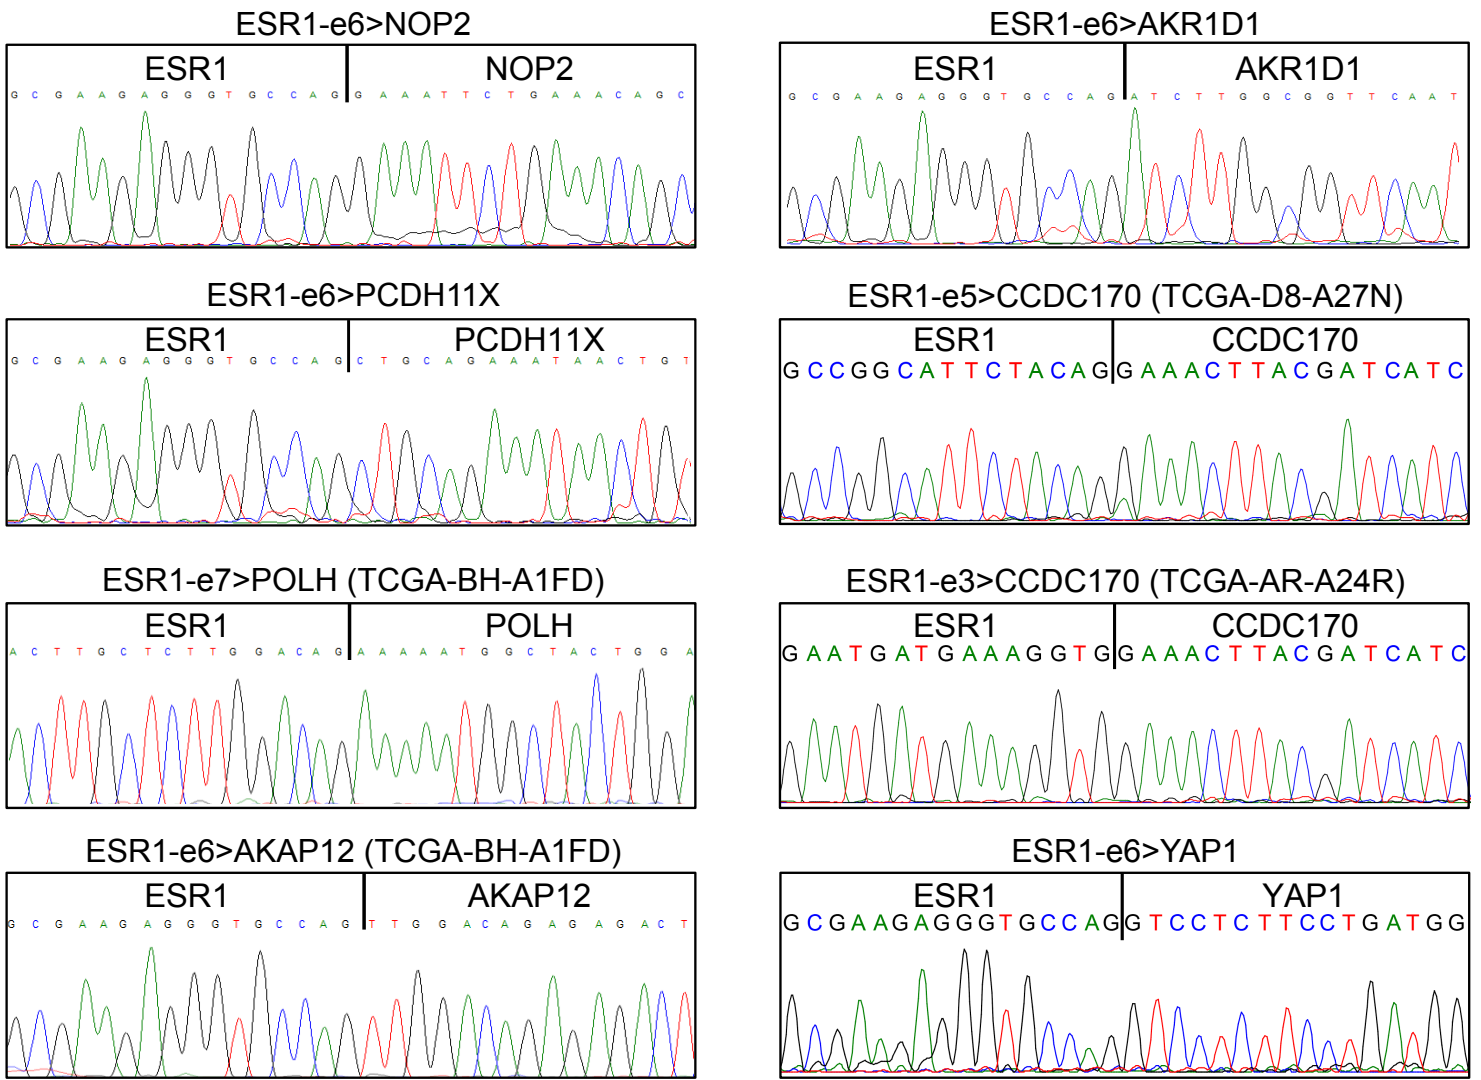 ESR1-e6>NOP2
ESR1 NOP2
G C G A A G A G G G T G C C A G G A A A T T C T G A A A C A G C
ESR1-e6>AKR1D1
ESR1 AKR1D1
G C G A A G A G G G T G C C A G A T C T T G G C G G T T C A A T
ESR1-e6>PCDH11X
ESR1 PCDH11X
G C G A A G A G G G T G C C A G C T G C A G A A A T A A C T G T
ESR1-e5>CCDC170 (TCGA-D8-A27N)
ESR1 CCDC170
G C C G G C A T T C T A C A G G A A A C T T A C G A T C A T C
ESR1-e7>POLH (TCGA-BH-A1FD)
ESR1 POLH
A C T T G C T C T T G G A C A G A A A A A T G G C T A C T G G A
ESR1-e3>CCDC170 (TCGA-AR-A24R)
ESR1 CCDC170
G A A T G A T G A A A G G T G G A A A C T T A C G A T C A T C
ESR1-e6>AKAP12 (TCGA-BH-A1FD)
ESR1 AKAP12
G C G A A G A G G G T G C C A G T T G G A C A G A G A G A C T
ESR1-e6>YAP1
ESR1 YAP1
G C G A A G A G G G T G C C A G G T C C T C T T C C T G A T G G